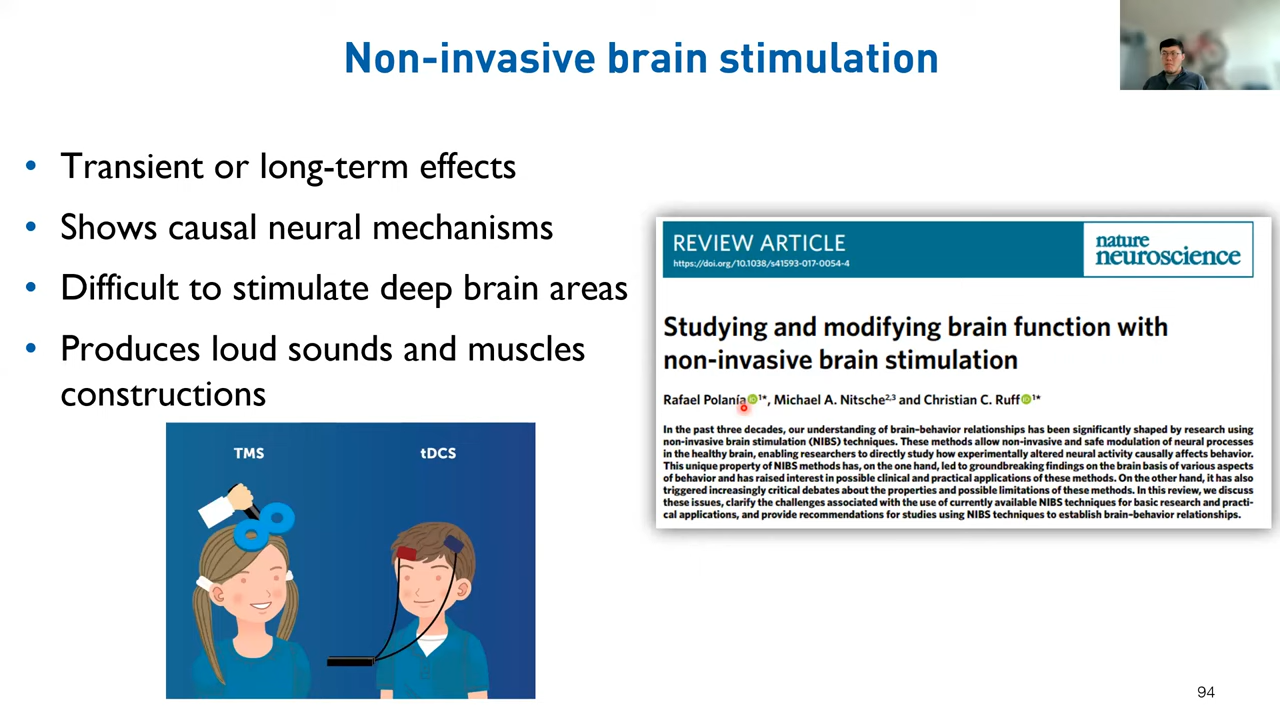 Non-invasive brain stimulation
• Transient or long-term effects
• Shows causal neural mechanisms
• Difficult to stimulate deep brain areas
• Produces loud sounds and muscles
constructions
TMS
tDCS
REVIEW ARTICLE
https://doi.org/10.1038/s41593-017-0054-4
nature
neuroscience
Studying and modifying brain function with
non-invasive brain stimulation
Rafael Polanía 1*, Michael A. Nitsche2,3 and Christian C. Ruff 1*
In the past three decades, our understanding of brain–behavior relationships has been significantly shaped by research using
non-invasive brain stimulation (NIBS) techniques. These methods allow non-invasive and safe modulation of neural processes
in the healthy brain, enabling researchers to directly study how experimentally altered neural activity causally affects behavior.
This unique property of NIBS methods has, on the one hand, led to groundbreaking findings on the brain basis of various aspects
of behavior and has raised interest in possible clinical and practical applications of these methods. On the other hand, it has also
triggered increasingly critical debates about the properties and possible limitations of these methods. In this review, we discuss
these issues, clarify the challenges associated with the use of currently available NIBS techniques for basic research and practi-
cal applications, and provide recommendations for studies using NIBS techniques to establish brain–behavior relationships.
94